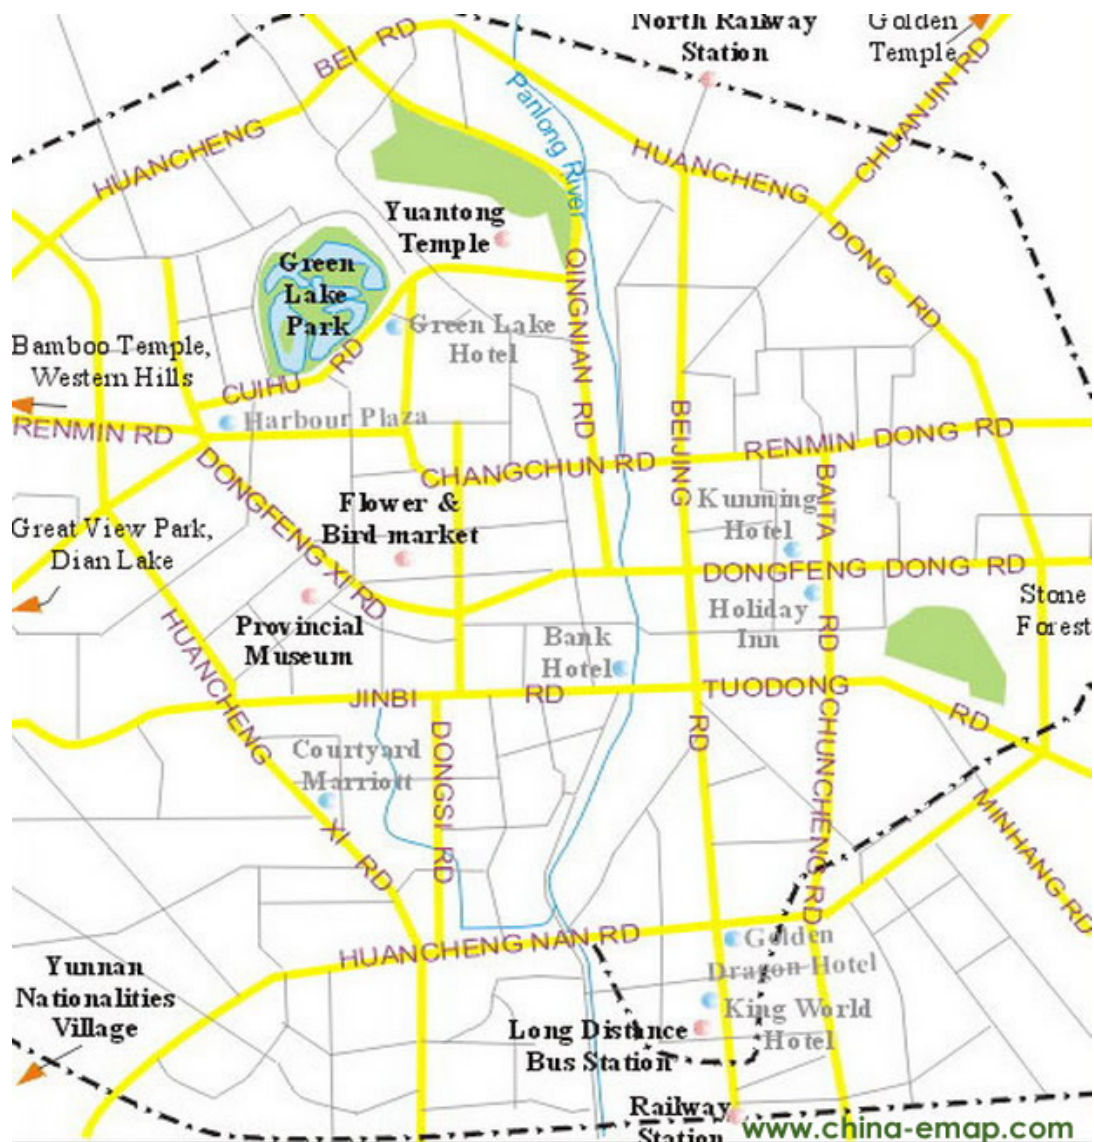 North Railway
Station
Golden
Temple
BEI RD
HUANCHENG
Panlong River
HUANCHENG
CHUANJIN RD
DONG RD
Yuantong
Temple
Green
Lake
Park
QINGNIAN RD
Green Lake
Hotel
Bamboo Temple,
Western Hills
CUIHU RD
Harbour Plaza
RENMIN RD
CHANGCHUN RD
BEIJING
RD
RENMIN DONG RD
DONGFENG XI RD
Flower &
Bird market
Kunming
Hotel
BAITA
RD
Great View Park,
Dian Lake
DONGFENG DONG RD
Holiday
Inn
Stone
Forest
Provincial
Museum
Bank
Hotel
HUANCHENG
XI RD
JINBI RD
TUODONG
RD
DONGSI RD
CHUNCHENG RD
Courtyard
Marriott
MINHANG RD
HUANCHENG NAN RD
Golden
Dragon Hotel
Yunnan
Nationalities
Village
King World
Hotel
Long Distance
Bus Station
Railway
Station
www.china-emap.com